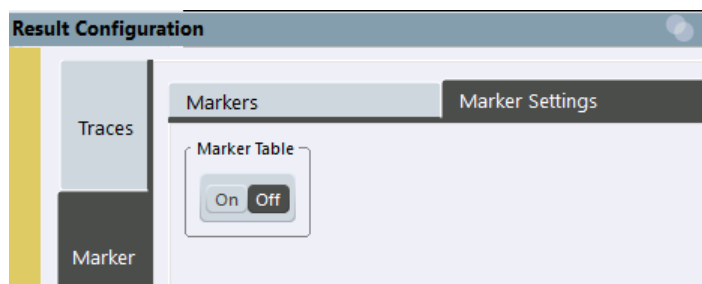 Result Configuration
Markers
Marker Settings
Traces
Marker Table
On Off
Marker